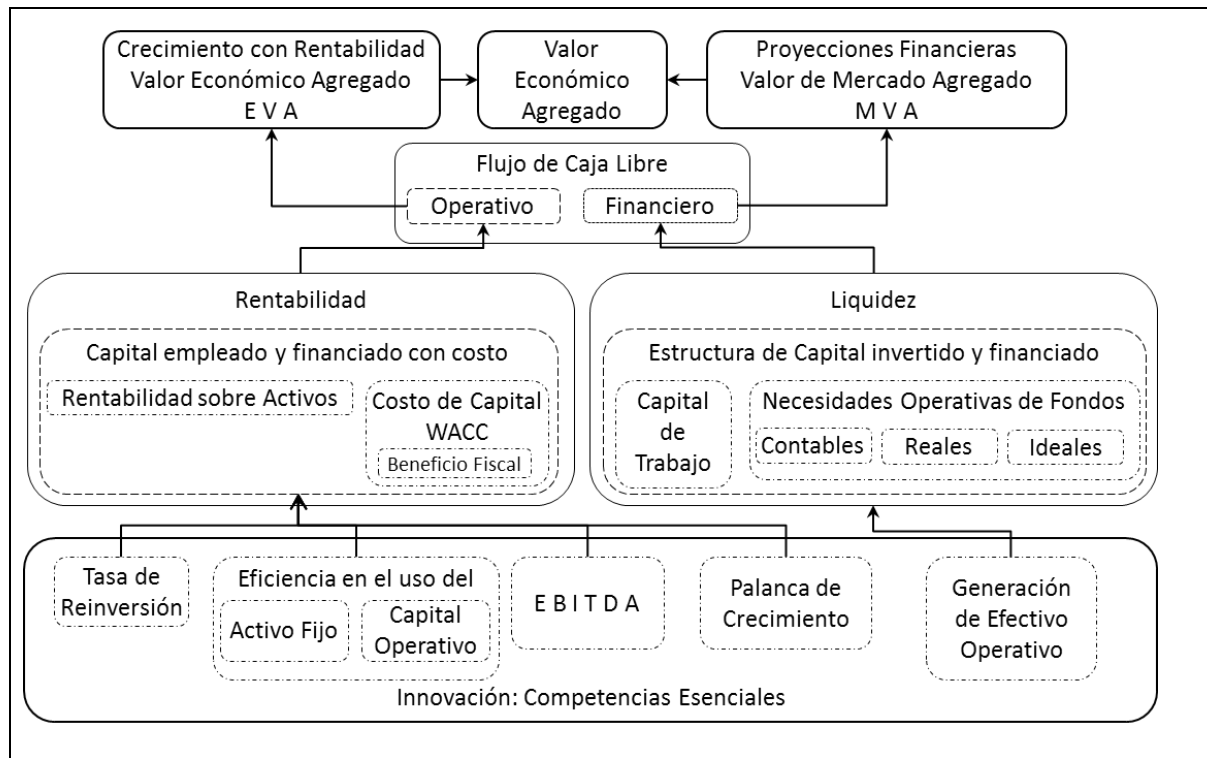 Crecimiento con Rentabilidad
Valor Económico Agregado
E V A
Valor
Económico
Agregado
Proyecciones Financieras
Valor de Mercado Agregado
M V A
Flujo de Caja Libre
Operativo
Financiero
Rentabilidad
Capital empleado y financiado con costo
Rentabilidad sobre Activos
Costo de Capital
WACC
Beneficio Fiscal
Liquidez
Estructura de Capital invertido y financiado
Capital
de
Trabajo
Necesidades Operativas de Fondos
Contables
Reales
Ideales
Tasa de
Reinversión
Eficiencia en el uso del
Activo Fijo
Capital
Operativo
E B I T D A
Palanca de
Crecimiento
Generación
de Efectivo
Operativo
Innovación: Competencias Esenciales